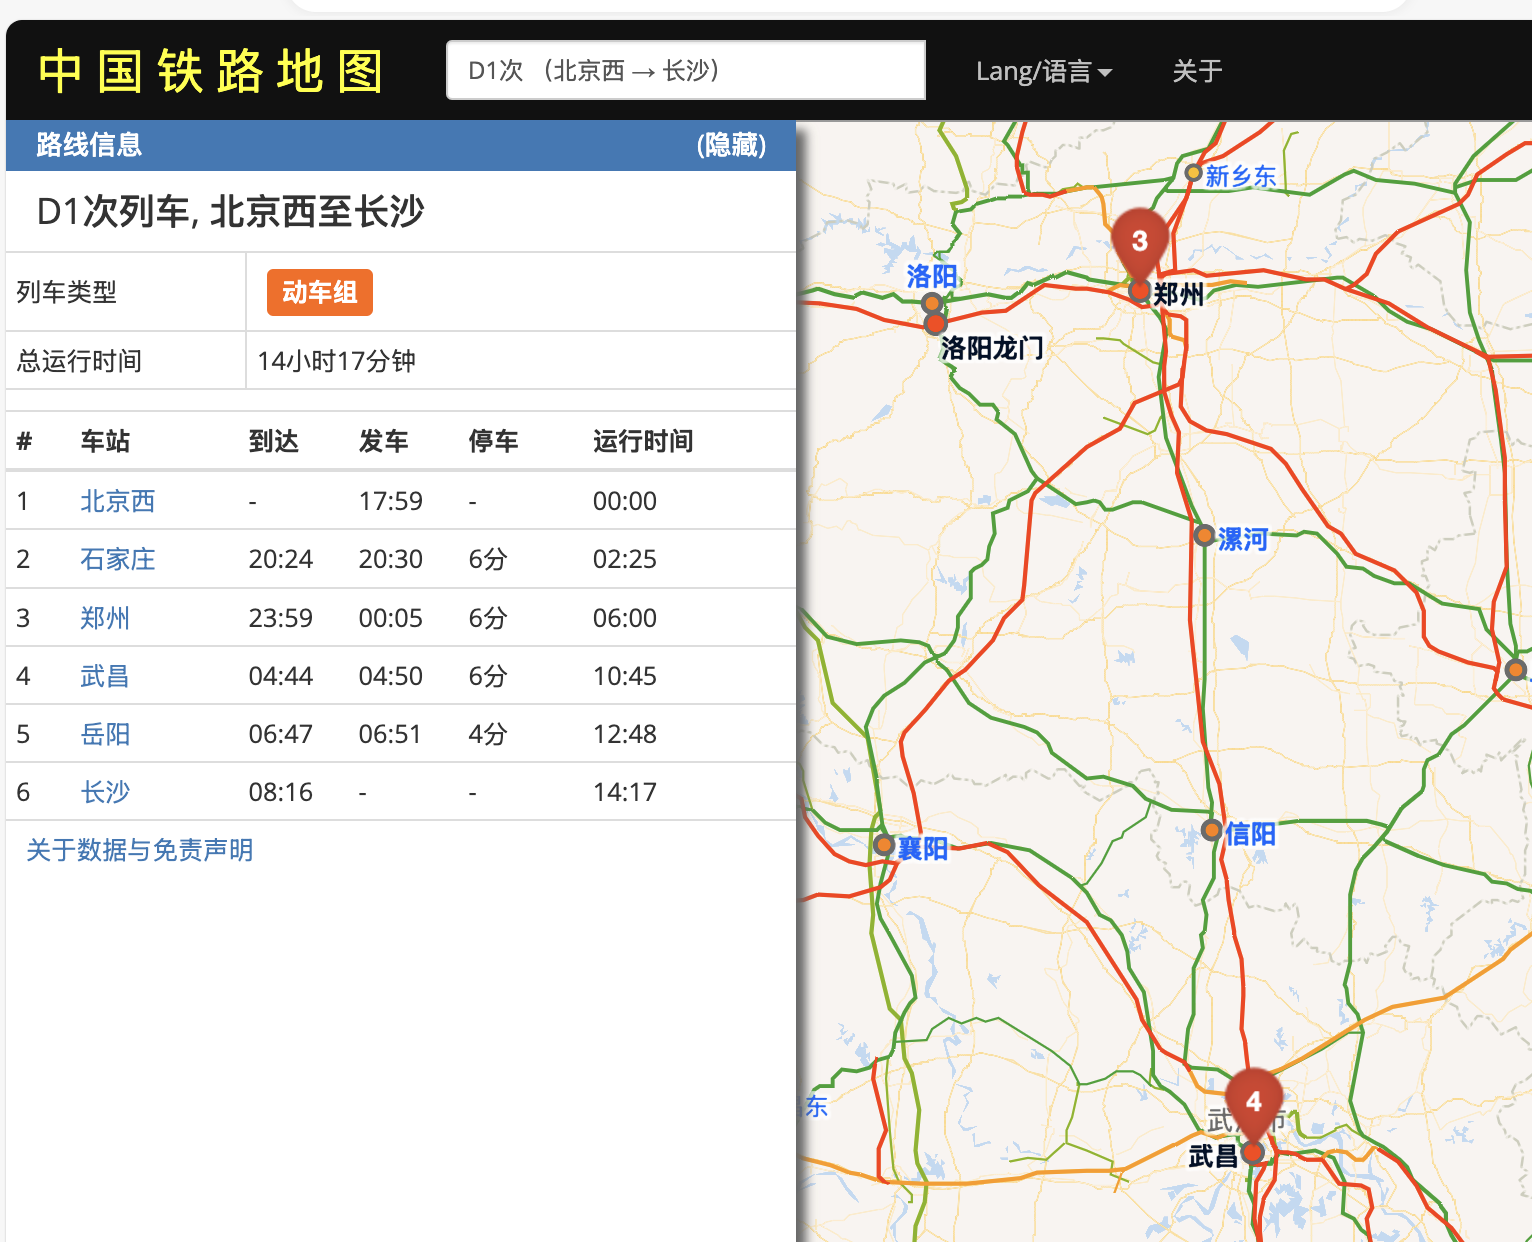 中国铁路地图
D1次 （北京西 → 长沙）
Lang/语言
关于
路线信息
(隐藏)
D1次列车, 北京西至长沙
列车类型
动车组
总运行时间
14小时17分钟
# 车站 到达 发车 停车 运行时间
1 北京西 - 17:59 - 00:00
2 石家庄 20:24 20:30 6分 02:25
3 郑州 23:59 00:05 6分 06:00
4 武昌 04:44 04:50 6分 10:45
5 岳阳 06:47 06:51 4分 12:48
6 长沙 08:16 - - 14:17
关于数据与免责声明
新乡东
3
洛阳
郑州
洛阳龙门
漯河
信阳
襄阳
东
4
武 市
武昌